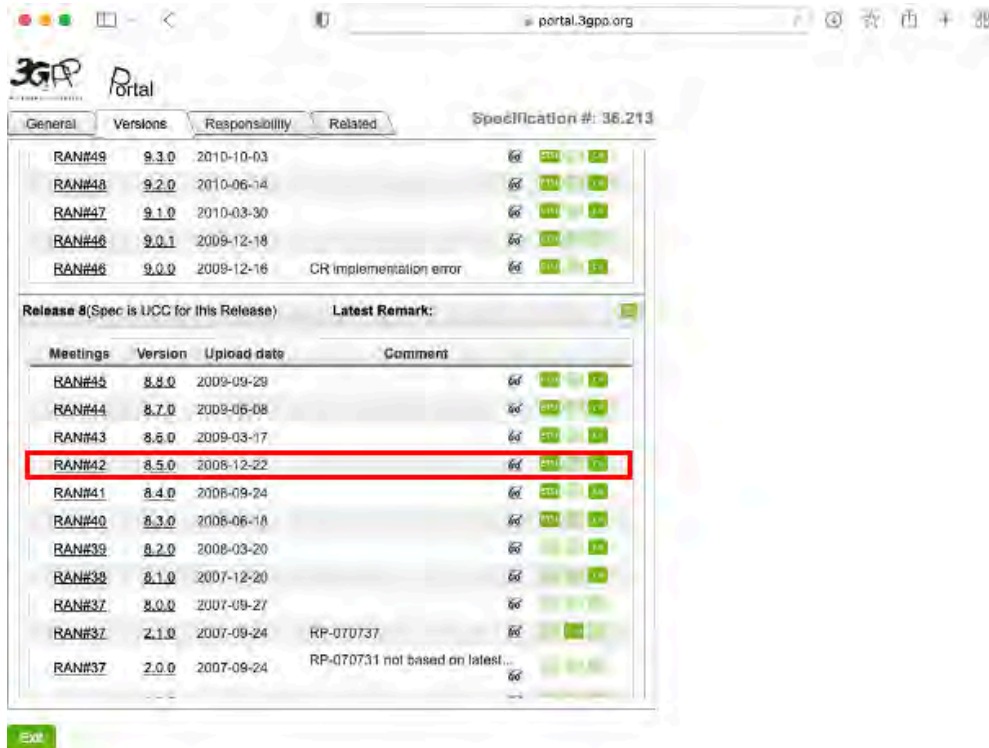 portal.3gpp.org
3GPP Portal
General Versions Responsibility Related Specification #: 36.213
RAN#49 9.3.0 2010-10-03
RAN#48 9.2.0 2010-06-14
RAN#47 9.1.0 2010-03-30
RAN#46 9.0.1 2009-12-18
RAN#46 9.0.0 2009-12-16 CR implementation error
Release 8(Spec is UCC for this Release) Latest Remark:
Meetings Version Upload date Comment
RAN#45 8.8.0 2009-09-29
RAN#44 8.7.0 2009-06-08
RAN#43 8.6.0 2009-03-17
RAN#42 8.5.0 2008-12-22
RAN#41 8.4.0 2008-09-24
RAN#40 8.3.0 2008-06-18
RAN#39 8.2.0 2008-03-20
RAN#38 8.1.0 2007-12-20
RAN#37 8.0.0 2007-09-27
RAN#37 2.1.0 2007-09-24 RP-070737
RAN#37 2.0.0 2007-09-24 RP-070731 not based on latest...
Exit